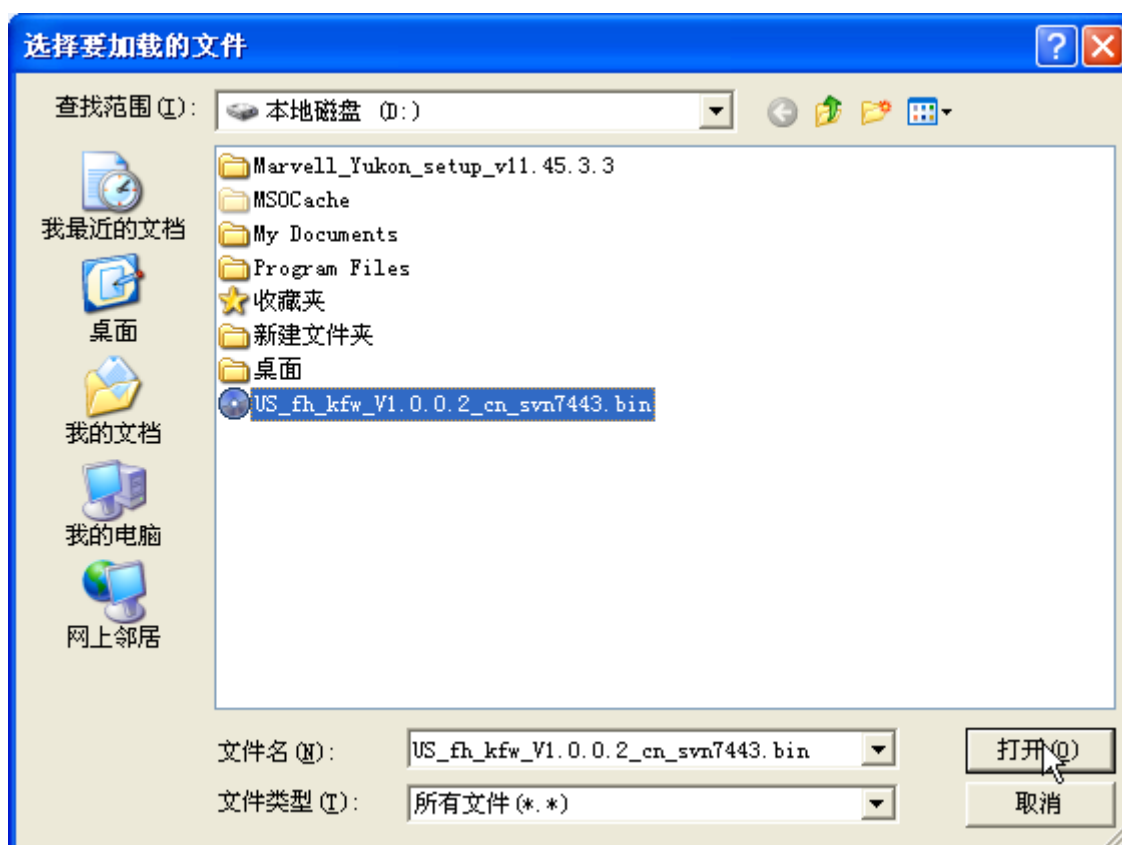 选择要加载的文件
查找范围(I): 本地磁盘 (D:)
我最近的文档
桌面
我的文档
我的电脑
网上邻居
Marvell_Yukon_setup_v11.45.3.3
MSOCache
My Documents
Program Files
收藏夹
新建文件夹
桌面
US_fh_kfw_V1.0.0.2_cn_svn7443.bin
文件名(N): US_fh_kfw_V1.0.0.2_cn_svn7443.bin 打开(O)
文件类型(T): 所有文件(*.*) 取消